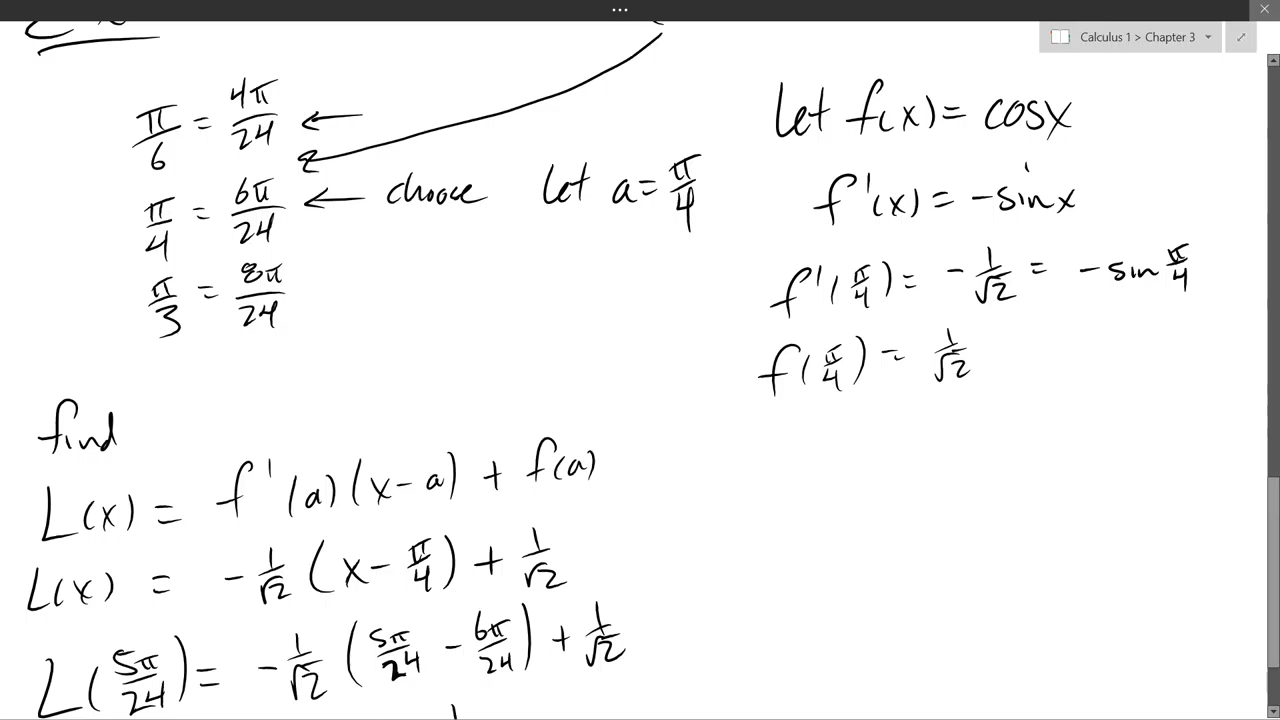 Calculus 1 > Chapter 3
π/6 = 4π/24 ←
π/4 = 6π/24 ← choose let a = π/4
π/3 = 8π/24
let f(x) = cosx
f'(x) = -sinx
f'(π/4) = -1/√2 = -sin π/4
f(π/4) = 1/√2
find
L(x) = f'(a)(x-a) + f(a)
L(x) = -1/√2 (x - π/4) + 1/√2
L(5π/24) = -1/√2 (5π/24 - 6π/24) + 1/√2